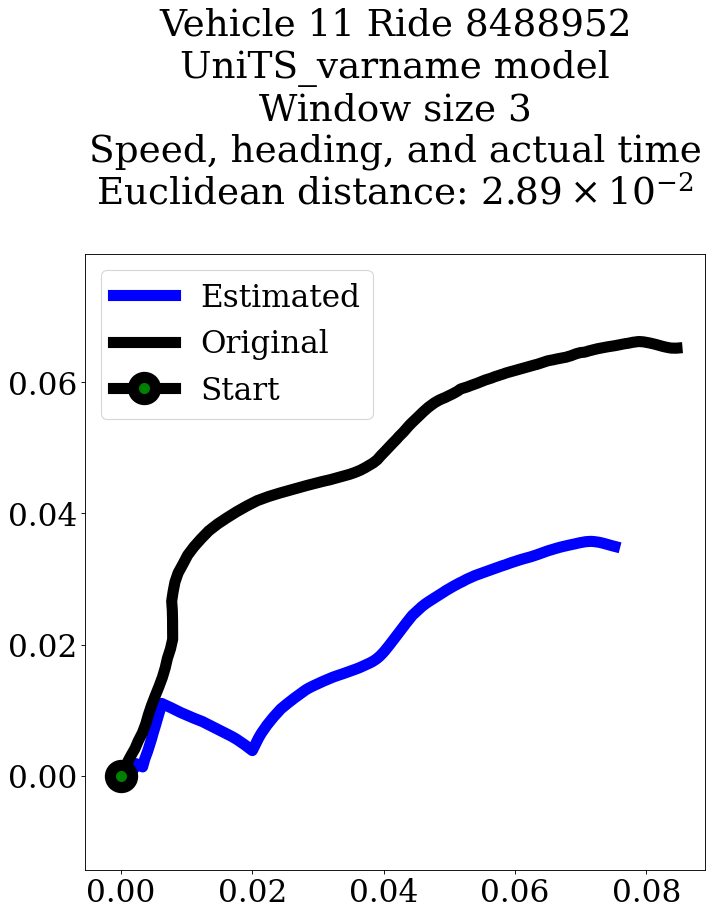 Vehicle 11 Ride 8488952
UniTS_varname model
Window size 3
Speed, heading, and actual time
Euclidean distance: 2.89 × 10⁻²
Estimated
Original
Start
0.06
0.04
0.02
0.00
0.00 0.02 0.04 0.06 0.08